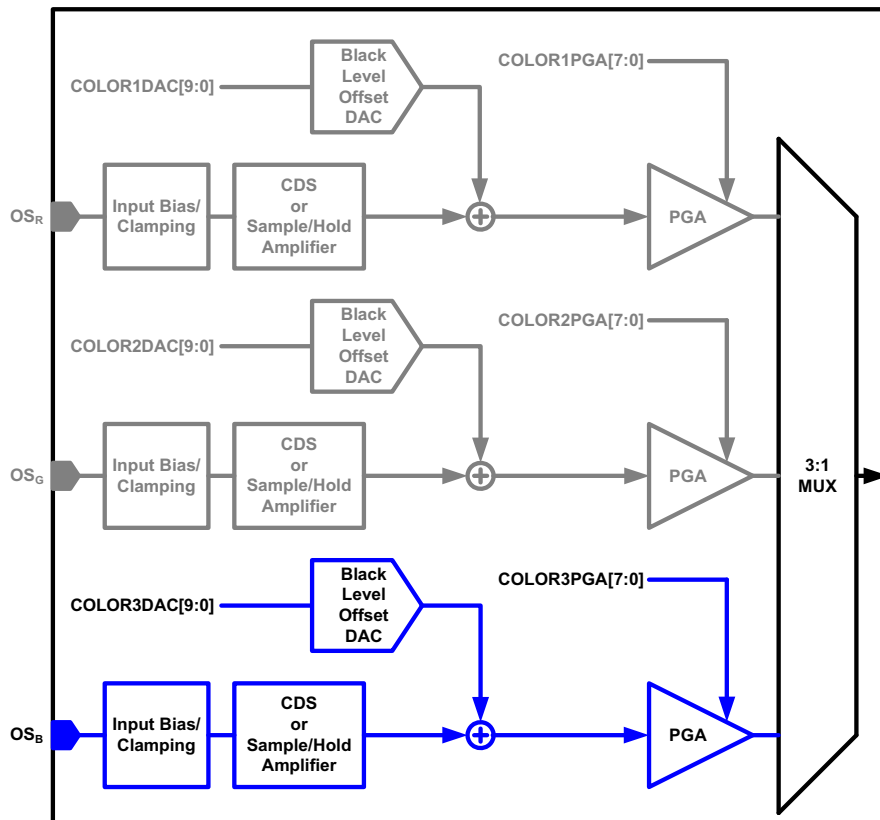 Black
Level
Offset
DAC
COLOR1DAC[9:0]
COLOR1PGA[7:0]
OSR
Input Bias/
Clamping
CDS
or
Sample/Hold
Amplifier
PGA
Black
Level
Offset
DAC
COLOR2DAC[9:0]
COLOR2PGA[7:0]
OSG
Input Bias/
Clamping
CDS
or
Sample/Hold
Amplifier
PGA
3:1
MUX
Black
Level
Offset
DAC
COLOR3DAC[9:0]
COLOR3PGA[7:0]
OSB
Input Bias/
Clamping
CDS
or
Sample/Hold
Amplifier
PGA